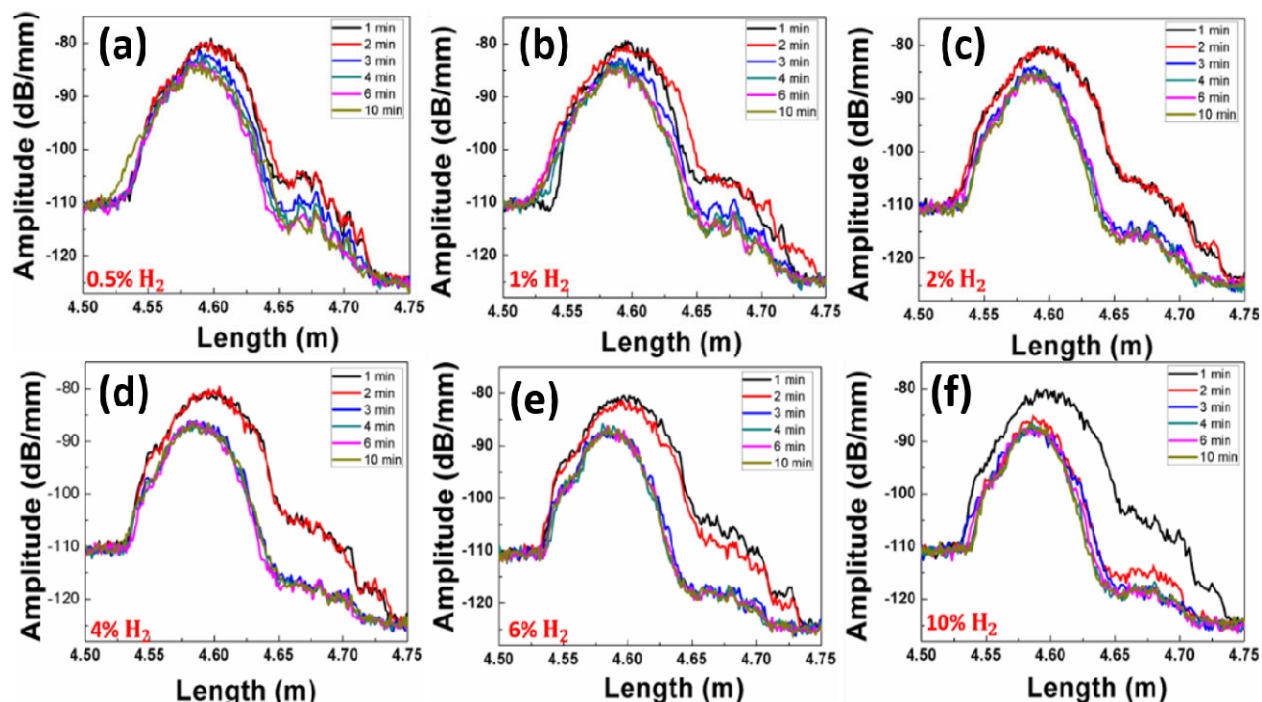 (a)
1 min
2 min
3 min
4 min
6 min
10 min
-80
-90
-100
-110
-120
Amplitude (dB/mm)
0.5% H₂
4.50 4.55 4.60 4.65 4.70 4.75
Length (m)
(b)
1 min
2 min
3 min
4 min
6 min
10 min
-80
-90
-100
-110
-120
Amplitude (dB/mm)
1% H₂
4.50 4.55 4.60 4.65 4.70 4.75
Length (m)
(c)
1 min
2 min
3 min
4 min
6 min
10 min
-80
-90
-100
-110
-120
Amplitude (dB/mm)
2% H₂
4.50 4.55 4.60 4.65 4.70 4.75
Length (m)
(d)
1 min
2 min
3 min
4 min
6 min
10 min
-80
-90
-100
-110
-120
Amplitude (dB/mm)
4% H₂
4.50 4.55 4.60 4.65 4.70 4.75
Length (m)
(e)
1 min
2 min
3 min
4 min
6 min
10 min
-80
-90
-100
-110
-120
Amplitude (dB/mm)
6% H₂
4.50 4.55 4.60 4.65 4.70 4.75
Length (m)
(f)
1 min
2 min
3 min
4 min
6 min
10 min
-80
-90
-100
-110
-120
Amplitude (dB/mm)
10% H₂
4.50 4.55 4.60 4.65 4.70 4.75
Length (m)